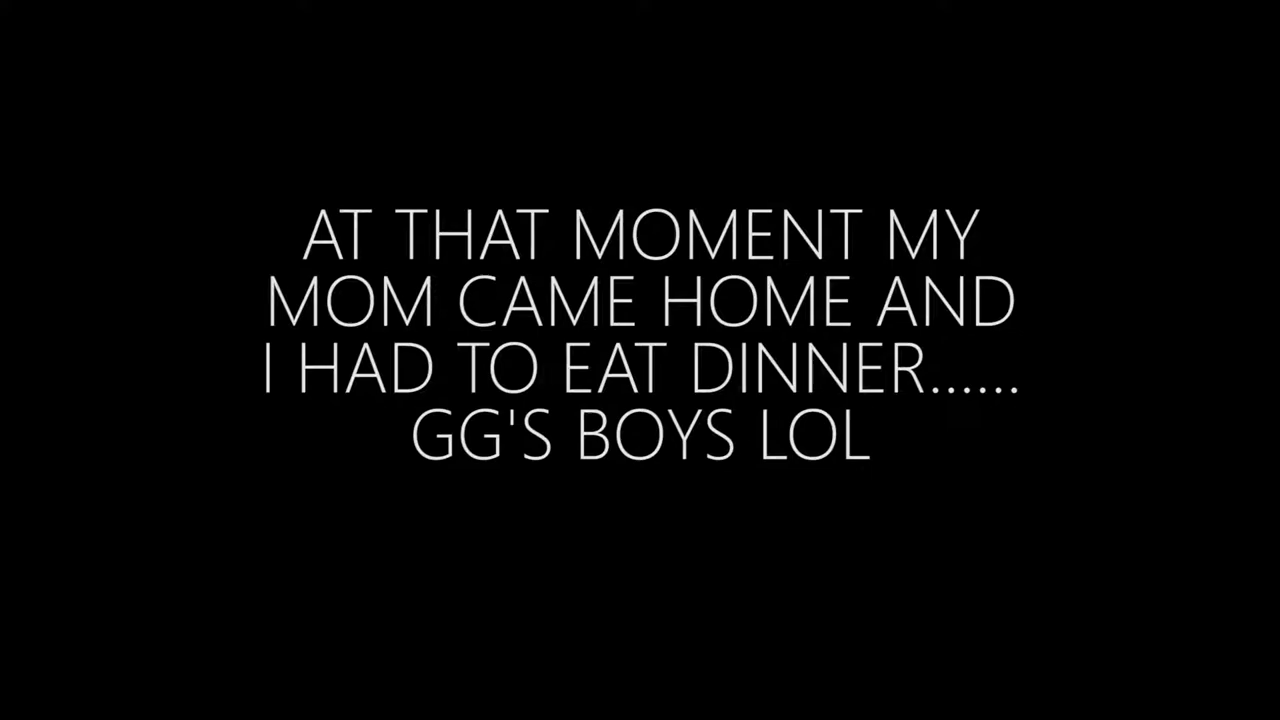 AT THAT MOMENT MY
MOM CAME HOME AND
I HAD TO EAT DINNER......
GG'S BOYS LOL